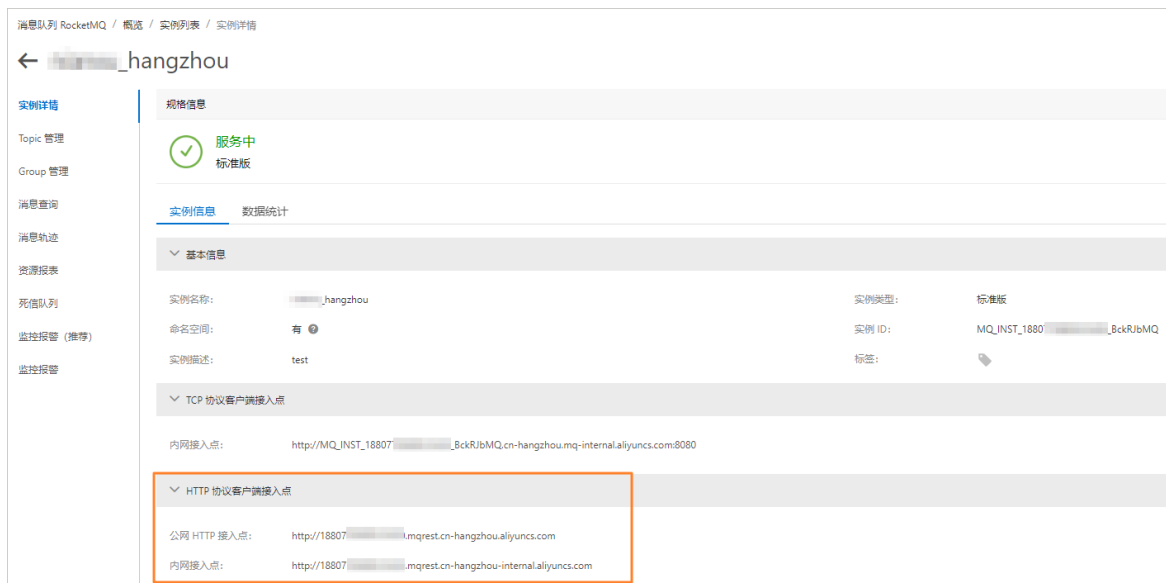 消息队列 RocketMQ / 概览 / 实例列表 / 实例详情
_hangzhou
实例详情
Topic 管理
Group 管理
消息查询
消息轨迹
资源报表
死信队列
监控报警（推荐）
监控报警
规格信息
服务中
标准版
实例信息 数据统计
基本信息
实例名称: _hangzhou 实例类型: 标准版
命名空间: 有 实例 ID: MQ_INST_18807 _BckRJbMQ
实例描述: test 标签:
TCP 协议客户端接入点
内网接入点: http://MQ_INST_18807 _BckRJbMQ.cn-hangzhou.mq-internal.aliyuncs.com:8080
HTTP 协议客户端接入点
公网 HTTP 接入点: http://18807 .mqrest.cn-hangzhou.aliyuncs.com
内网接入点: http://18807 .mqrest.cn-hangzhou-internal.aliyuncs.com